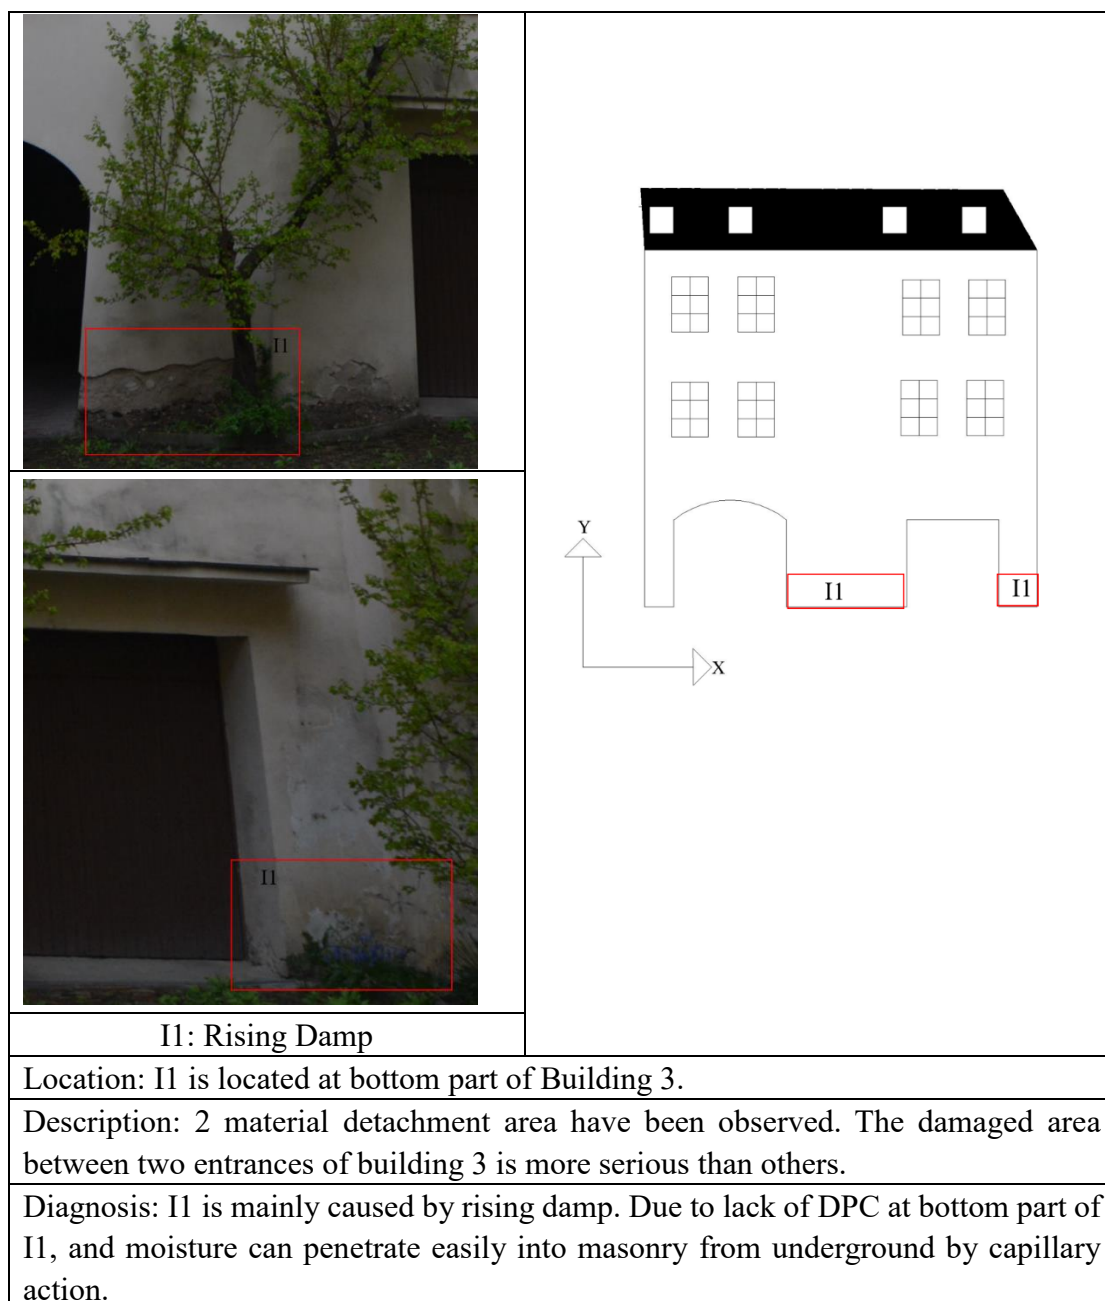 I1
I1
I1: Rising Damp
Y
I1
I1
X
Location: I1 is located at bottom part of Building 3.
Description: 2 material detachment area have been observed. The damaged area
between two entrances of building 3 is more serious than others.
Diagnosis: I1 is mainly caused by rising damp. Due to lack of DPC at bottom part of
I1, and moisture can penetrate easily into masonry from underground by capillary
action.